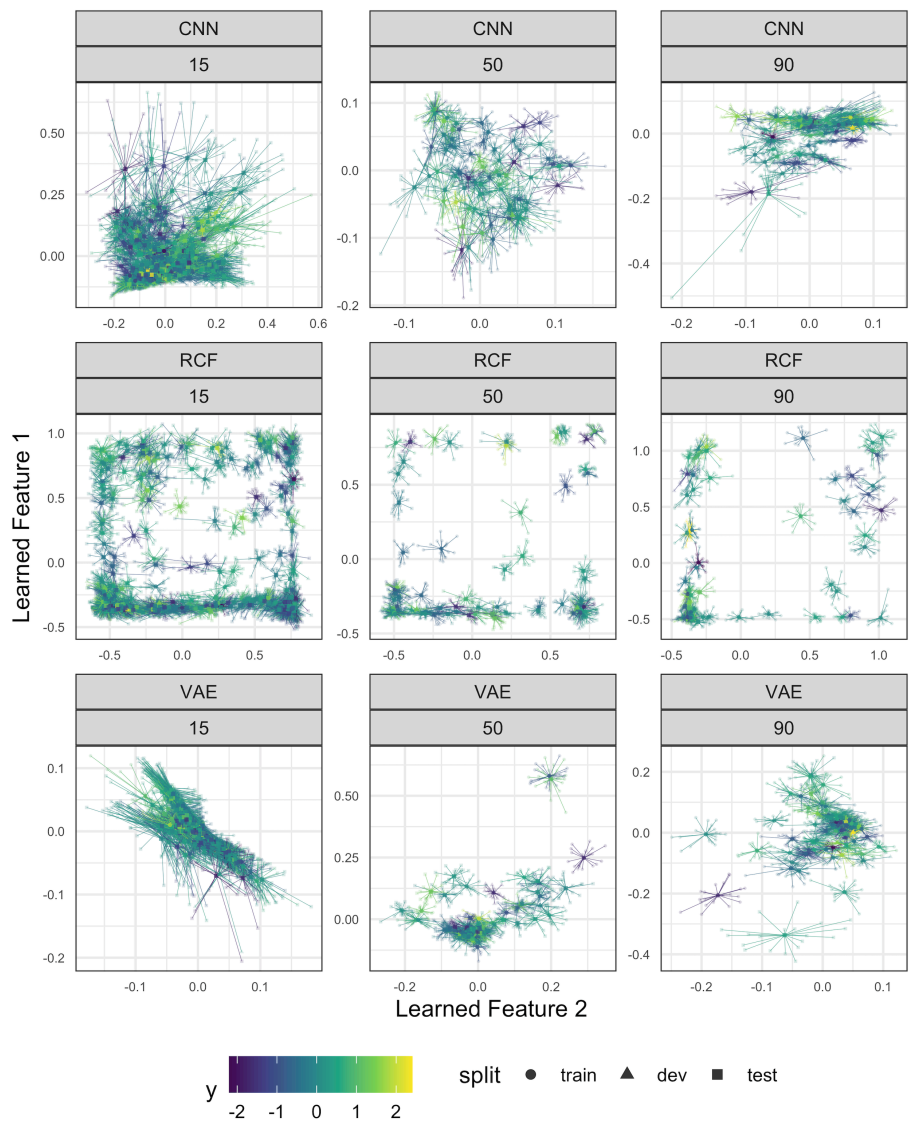 CNN CNN CNN
15 50 90
0.50 0.25 0.00
0.1 0.0 -0.1 -0.2
0.0 -0.2 -0.4
-0.2 0.0 0.2 0.4 0.6
-0.1 0.0 0.1
-0.2 -0.1 0.0 0.1
RCF RCF RCF
15 50 90
Learned Feature 1
1.0 0.5 0.0 -0.5
0.5 0.0 -0.5
1.0 0.5 0.0 -0.5
-0.5 0.0 0.5
-0.5 0.0 0.5
-0.5 0.0 0.5 1.0
VAE VAE VAE
15 50 90
0.1 0.0 -0.1 -0.2
0.50 0.25 0.00
0.2 0.0 -0.2 -0.4
-0.1 0.0 0.1
-0.2 0.0 0.2
-0.2 -0.1 0.0 0.1
Learned Feature 2
y
-2 -1 0 1 2
split train dev test